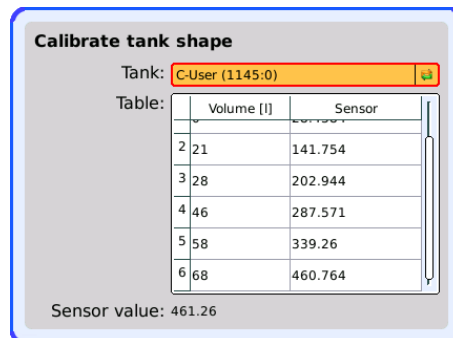 Calibrate tank shape
Tank: C-User (1145:0)
Table:
Volume [l] Sensor
2 21 141.754
3 28 202.944
4 46 287.571
5 58 339.26
6 68 460.764
Sensor value: 461.26